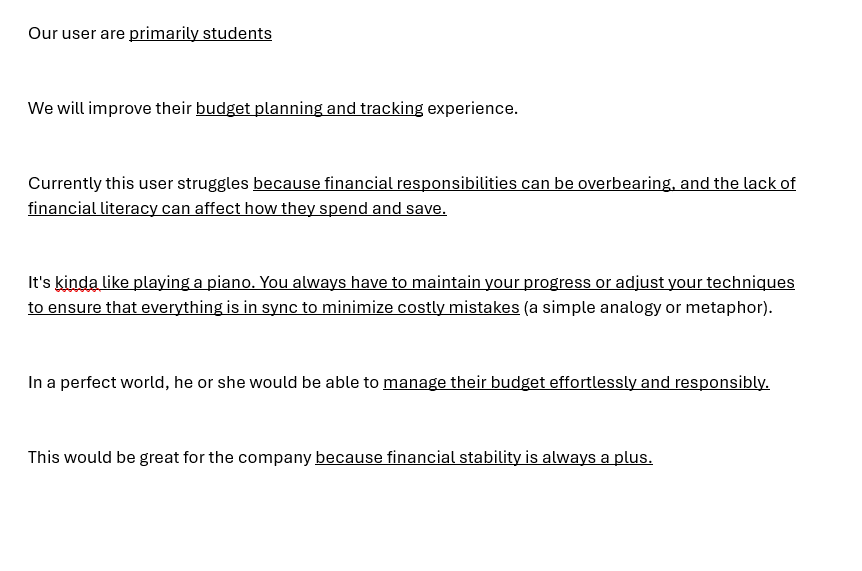 Our user are primarily students
We will improve their budget planning and tracking experience.
Currently this user struggles because financial responsibilities can be overbearing, and the lack of
financial literacy can affect how they spend and save.
It's kinda like playing a piano. You always have to maintain your progress or adjust your techniques
to ensure that everything is in sync to minimize costly mistakes (a simple analogy or metaphor).
In a perfect world, he or she would be able to manage their budget effortlessly and responsibly.
This would be great for the company because financial stability is always a plus.